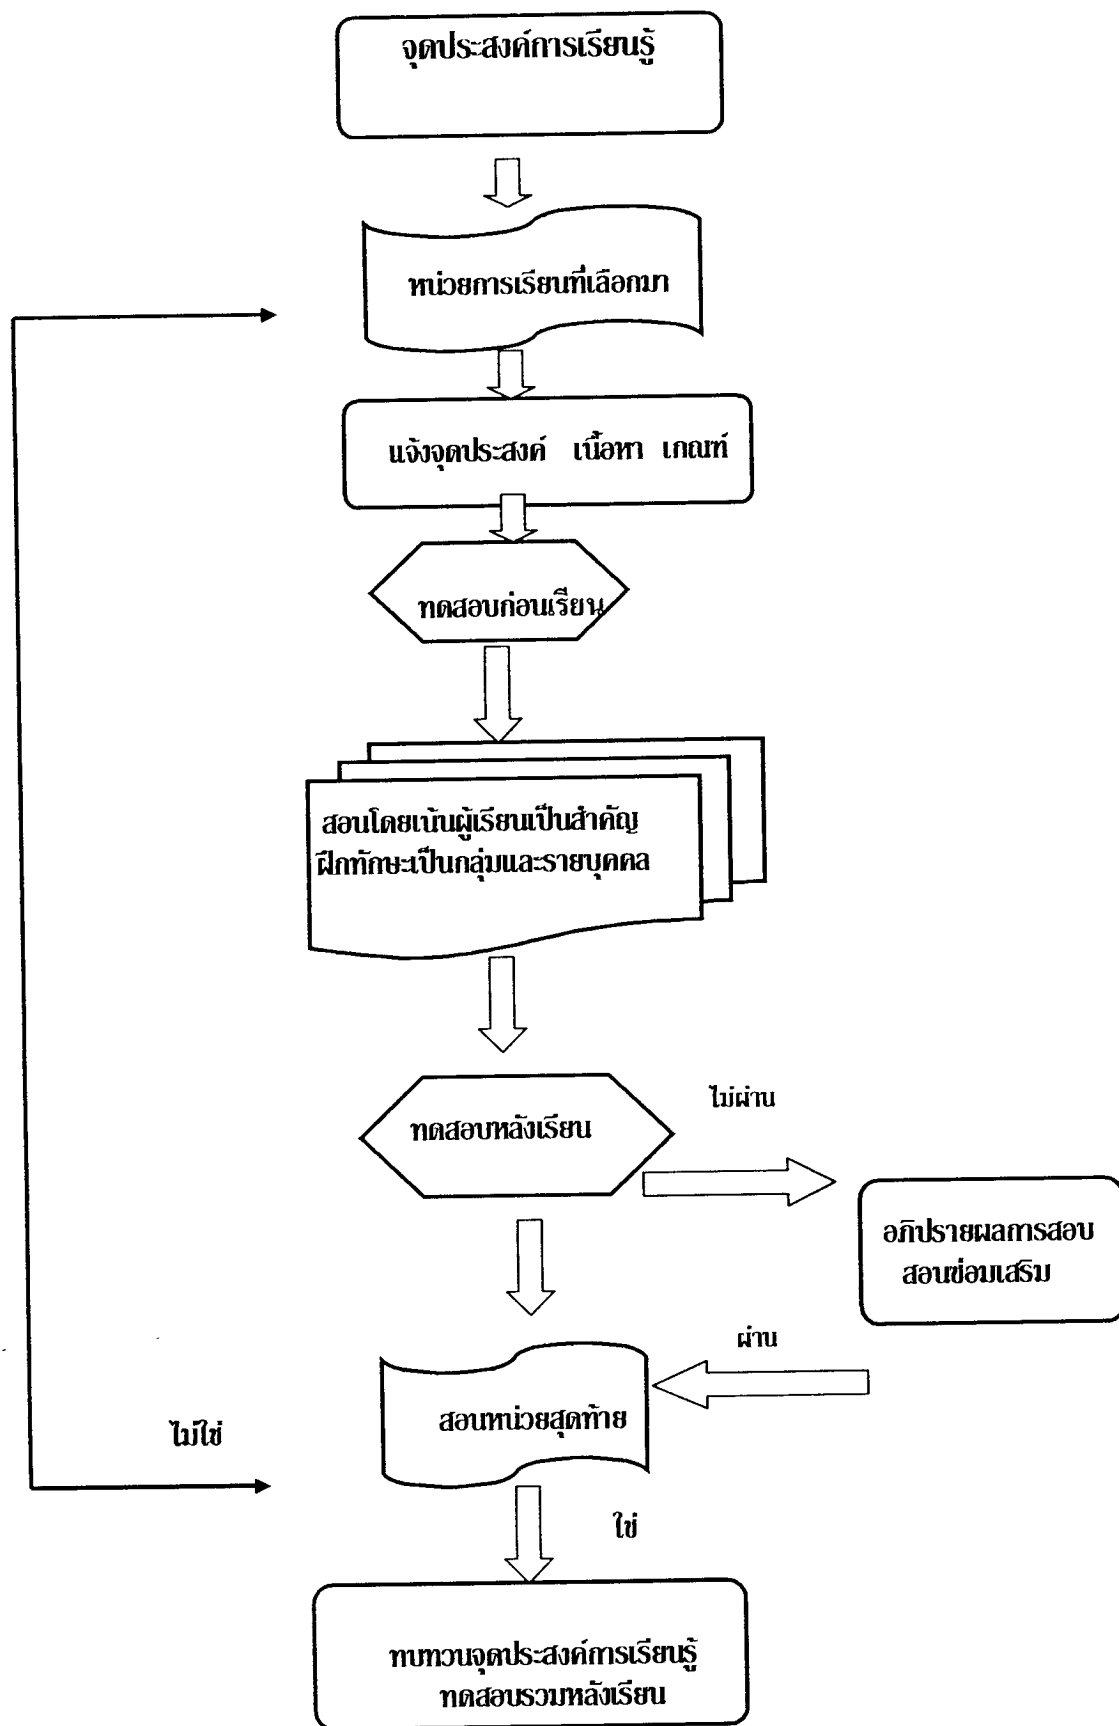 จุดประสงค์การเรียนรู้
หน่วยการเรียนที่เลือกมา
แจ้งจุดประสงค์ เนื้อหา เกณฑ์
ทดสอบก่อนเรียน
สอนโดยเน้นผู้เรียนเป็นสำคัญ
ฝึกทักษะเป็นกลุ่มและรายบุคคล
ไม่ผ่าน
ทดสอบหลังเรียน
อภิปรายผลการสอบ
สอนซ่อมเสริม
ผ่าน
สอนหน่วยสุดท้าย
ไม่ใช่
ใช่
ทบทวนจุดประสงค์การเรียนรู้
ทดสอบรวมหลังเรียน